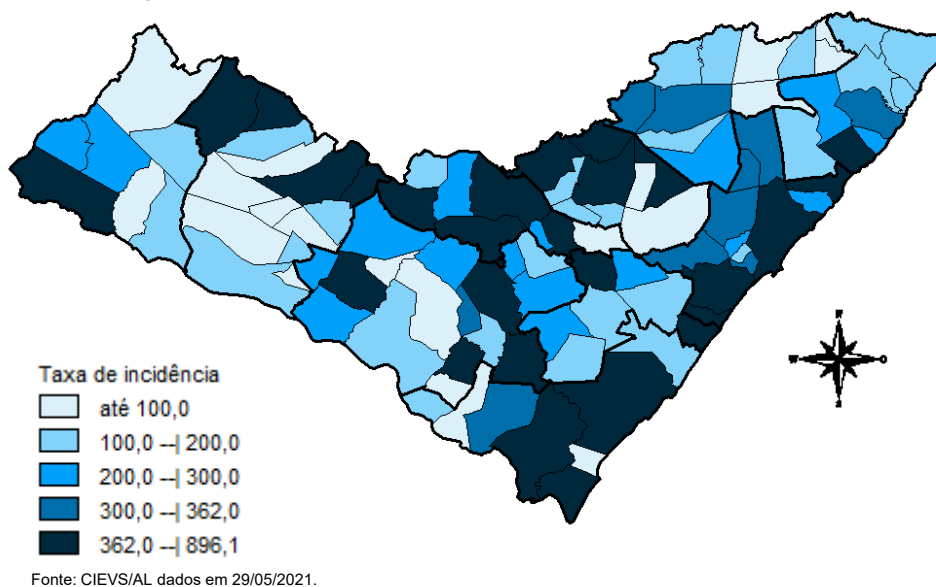 Taxa de incidência
até 100,0
100,0 --| 200,0
200,0 --| 300,0
300,0 --| 362,0
362,0 --| 896,1
Fonte: CIEVS/AL dados em 29/05/2021.